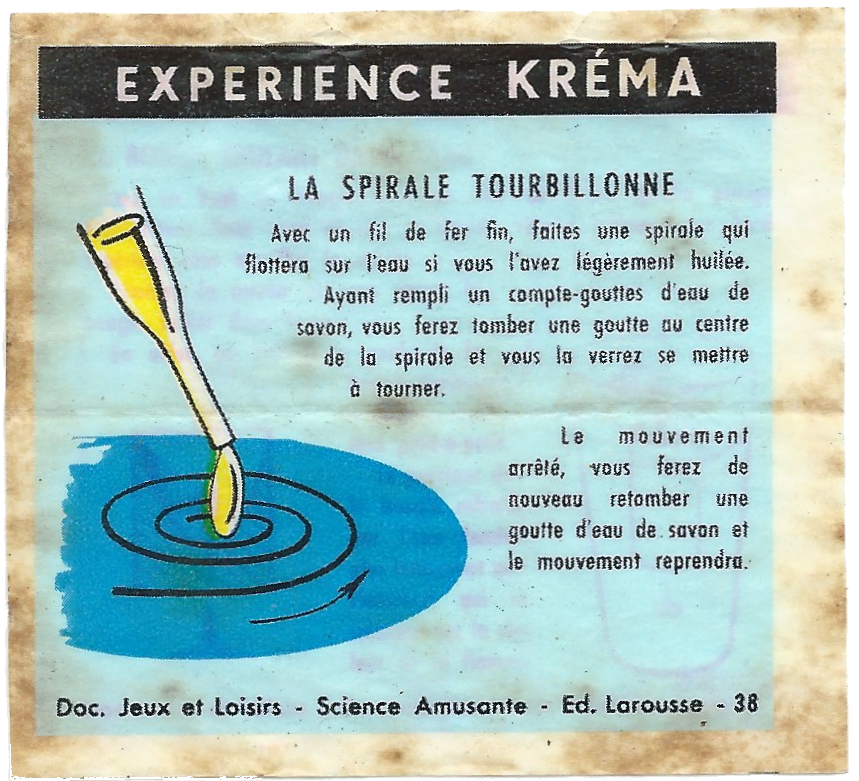 EXPERIENCE KRÉMA
LA SPIRALE TOURBILLONNE
Avec un fil de fer fin, faites une spirale qui
flottera sur l'eau si vous l'avez légèrement huilée.
Ayant rempli un compte-gouttes d'eau de
savon, vous ferez tomber une goutte au centre
de la spirale et vous la verrez se mettre
à tourner.
Le mouvement
arrêté, vous ferez de
nouveau retomber une
goutte d'eau de savon et
le mouvement reprendra.
Doc. Jeux et Loisirs - Science Amusante - Ed. Larousse - 38